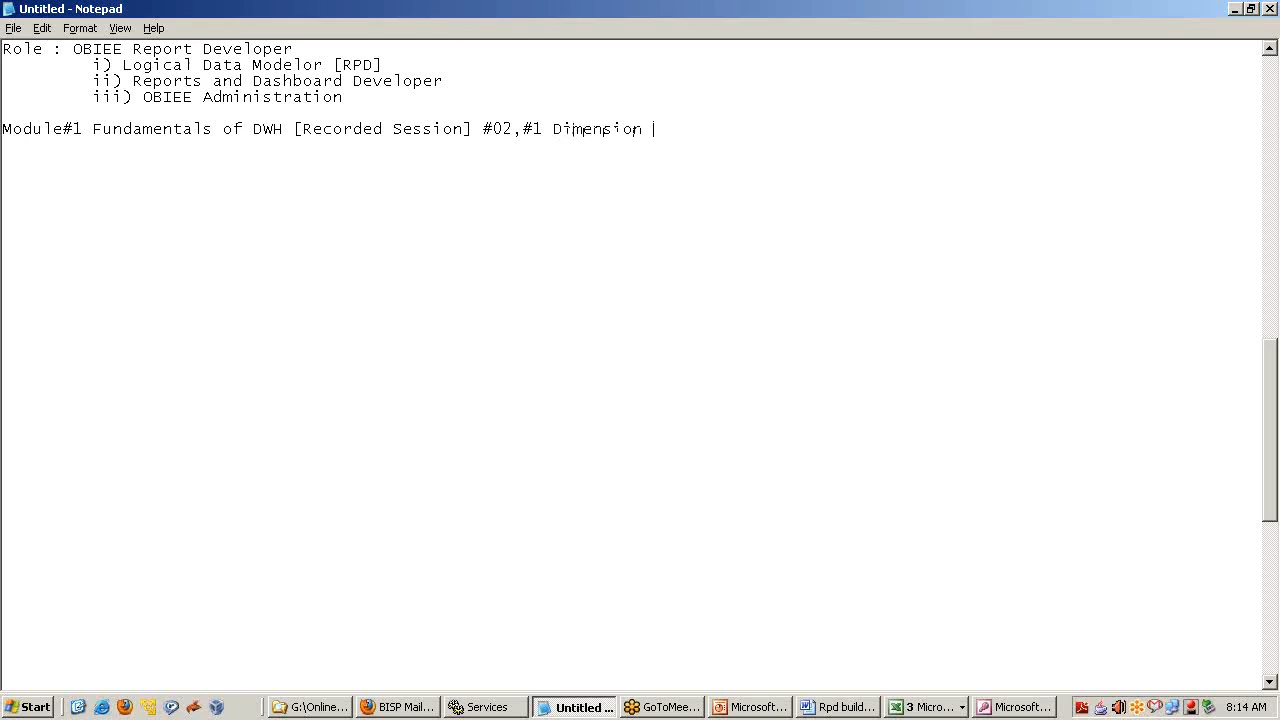 Untitled - Notepad
File Edit Format View Help
Role : OBIEE Report Developer
i) Logical Data Modelor [RPD]
ii) Reports and Dashboard Developer
iii) OBIEE Administration
Module#1 Fundamentals of DWH [Recorded Session] #02,#1 Dimension
Start G:\Online... BISP Mail... Services Untitled ... GoToMee... Microsoft... Rpd build... 3 Micro... Microsoft... 8:14 AM